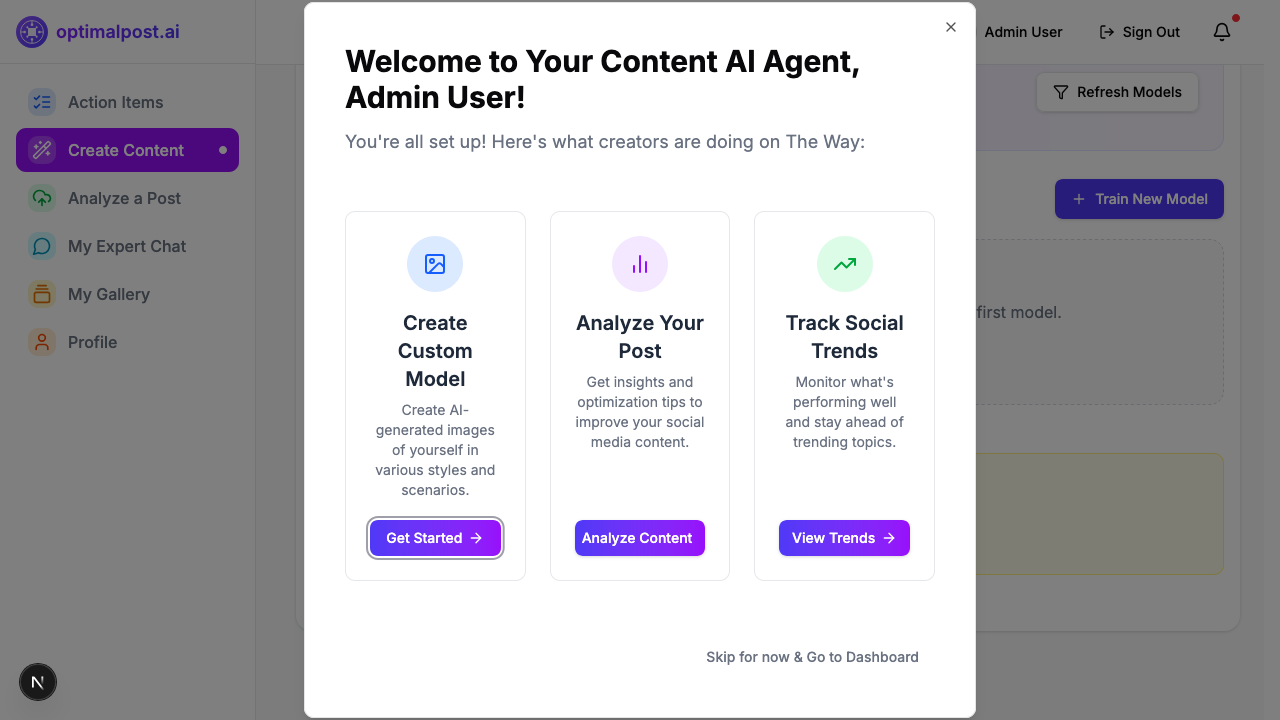 optimalpost.ai
Action Items
Create Content
Analyze a Post
My Expert Chat
My Gallery
Profile
N
Admin User
Sign Out
Refresh Models
Train New Model
first model.
Welcome to Your Content AI Agent,
Admin User!
You're all set up! Here's what creators are doing on The Way:
Create
Custom
Model
Create AI-
generated images
of yourself in
various styles and
scenarios.
Get Started
Analyze Your
Post
Get insights and
optimization tips to
improve your social
media content.
Analyze Content
Track Social
Trends
Monitor what's
performing well
and stay ahead of
trending topics.
View Trends
Skip for now & Go to Dashboard